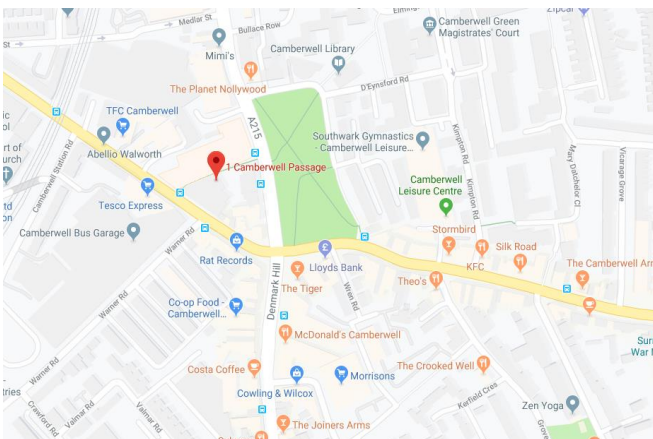 Medlar St
Bullace Row
Mimi's
Camberwell Library
Camberwell Green
Magistrates' Court
Zipcar
The Planet Nollywood
D'Eynsford Rd
TFC Camberwell
A215
Southwark Gymnastics
- Camberwell Leisure...
Kimpton Rd
Mary Datchelor Cl
Vicarage Grove
Abellio Walworth
Camberwell Station Rd
1 Camberwell Passage
Camberwell
Leisure Centre
Kimpton Rd
Tesco Express
Camberwell Bus Garage
Warner Rd
Stormbird
Silk Road
Rat Records
Lloyds Bank
KFC
The Camberwell Arm
The Tiger
Denmark Hill
Wren Rd
Theo's
Co-op Food -
Camberwell...
Warner Rd
McDonald's Camberwell
Costa Coffee
Morrisons
The Crooked Well
Warner Rd
Cowling & Wilcox
Kerfield Cres
Zen Yoga
Crawford Rd
Valmar Rd
Valmar Rd
The Joiners Arms
Grove